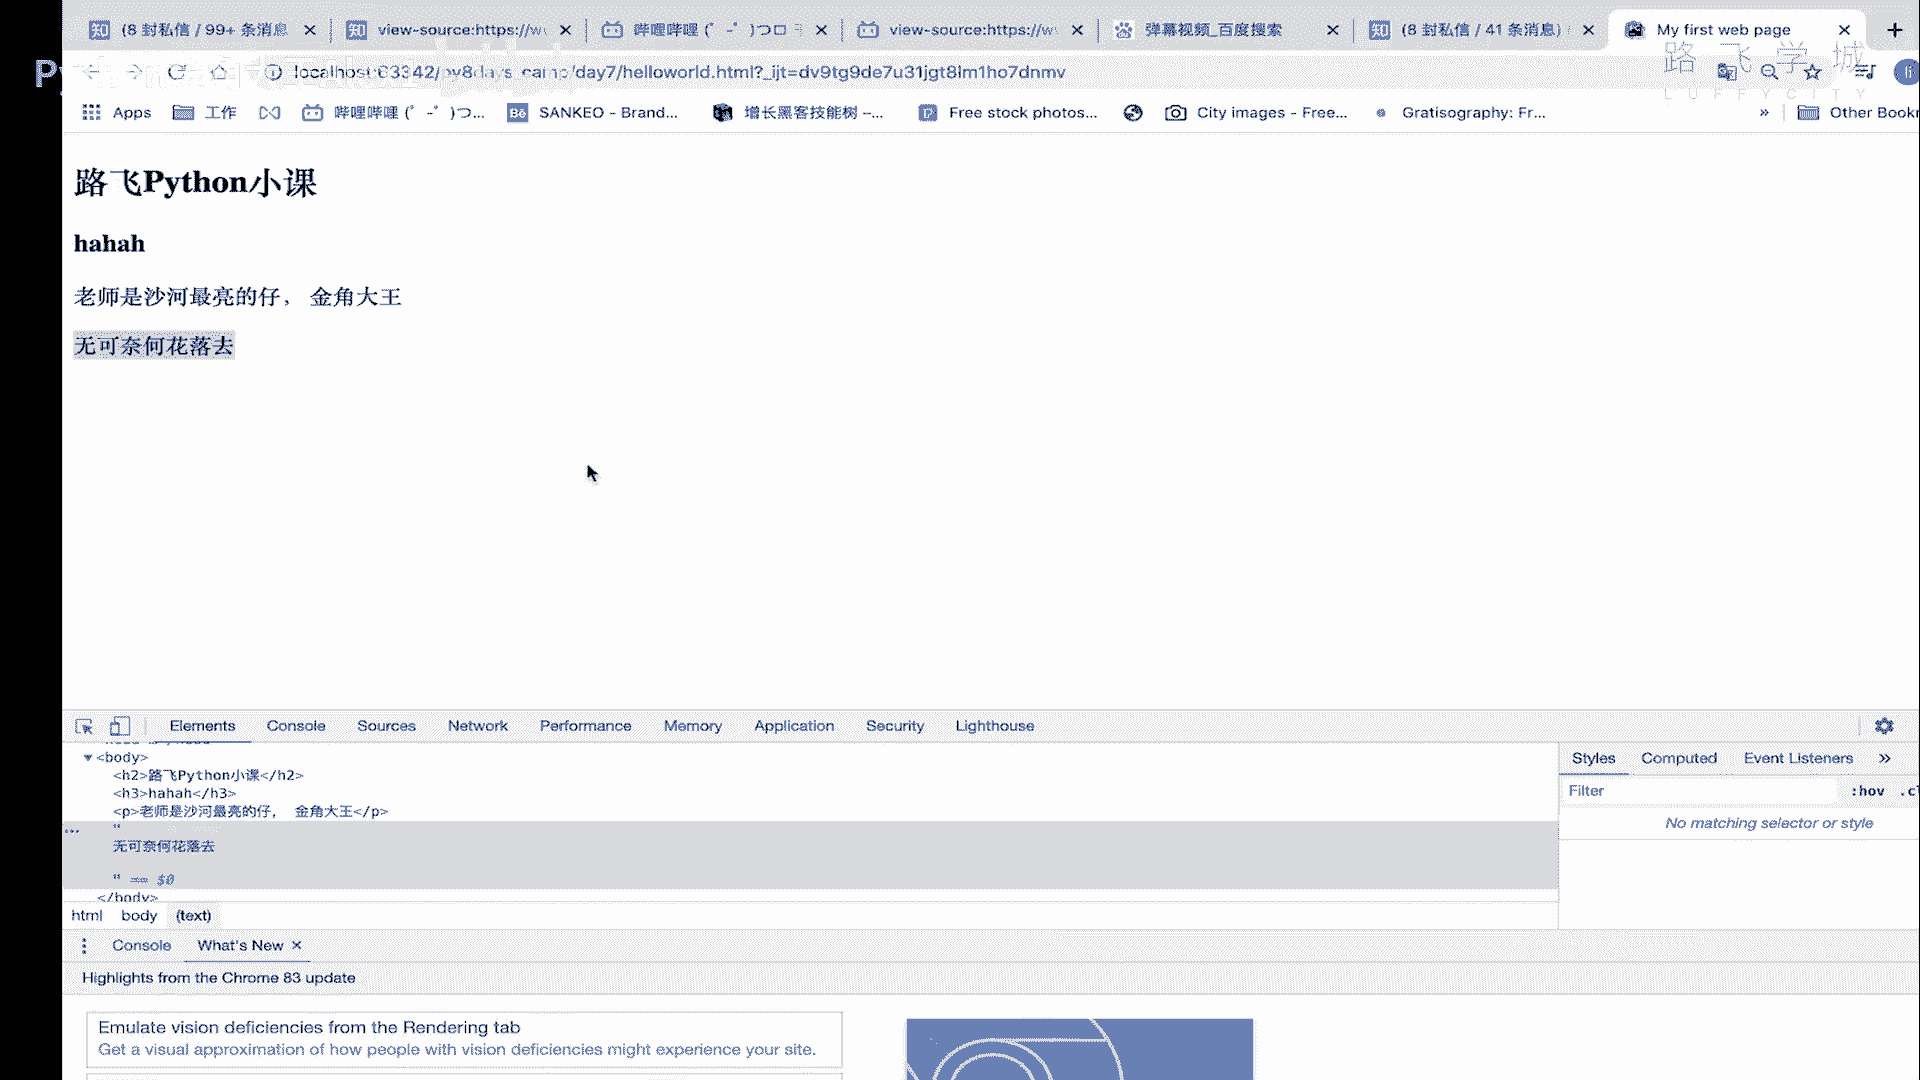 (8 封私信 / 99+ 条消息
view-source:https://w
哔哩哔哩 (゜-゜)つロ
view-source:https://w
弹幕视频_百度搜索
(8 封私信 / 41 条消息)
My first web page
localhost:63342/py8days_camp/day7/helloworld.html?_ijt=dv9tg9de7u31jgt8lm1ho7dnmv
路飞学城
LUFFYCITY
Apps
工作
哔哩哔哩 (゜-゜)つ...
SANKEO - Brand...
增长黑客技能树 –...
Free stock photos...
City images - Free...
Gratisography: Fr...
»
Other Bookr
路飞Python小课
hahah
老师是沙河最亮的仔， 金角大王
无可奈何花落去
Elements Console Sources Network Performance Memory Application Security Lighthouse
<body>
<h2>路飞Python小课</h2>
<h3>hahah</h3>
<p>老师是沙河最亮的仔， 金角大王</p>
"
无可奈何花落去
" == $0
</body>
html body (text)
Styles Computed Event Listeners »
Filter :hov .cl
No matching selector or style
Console What's New ×
Highlights from the Chrome 83 update
Emulate vision deficiencies from the Rendering tab
Get a visual approximation of how people with vision deficiencies might experience your site.